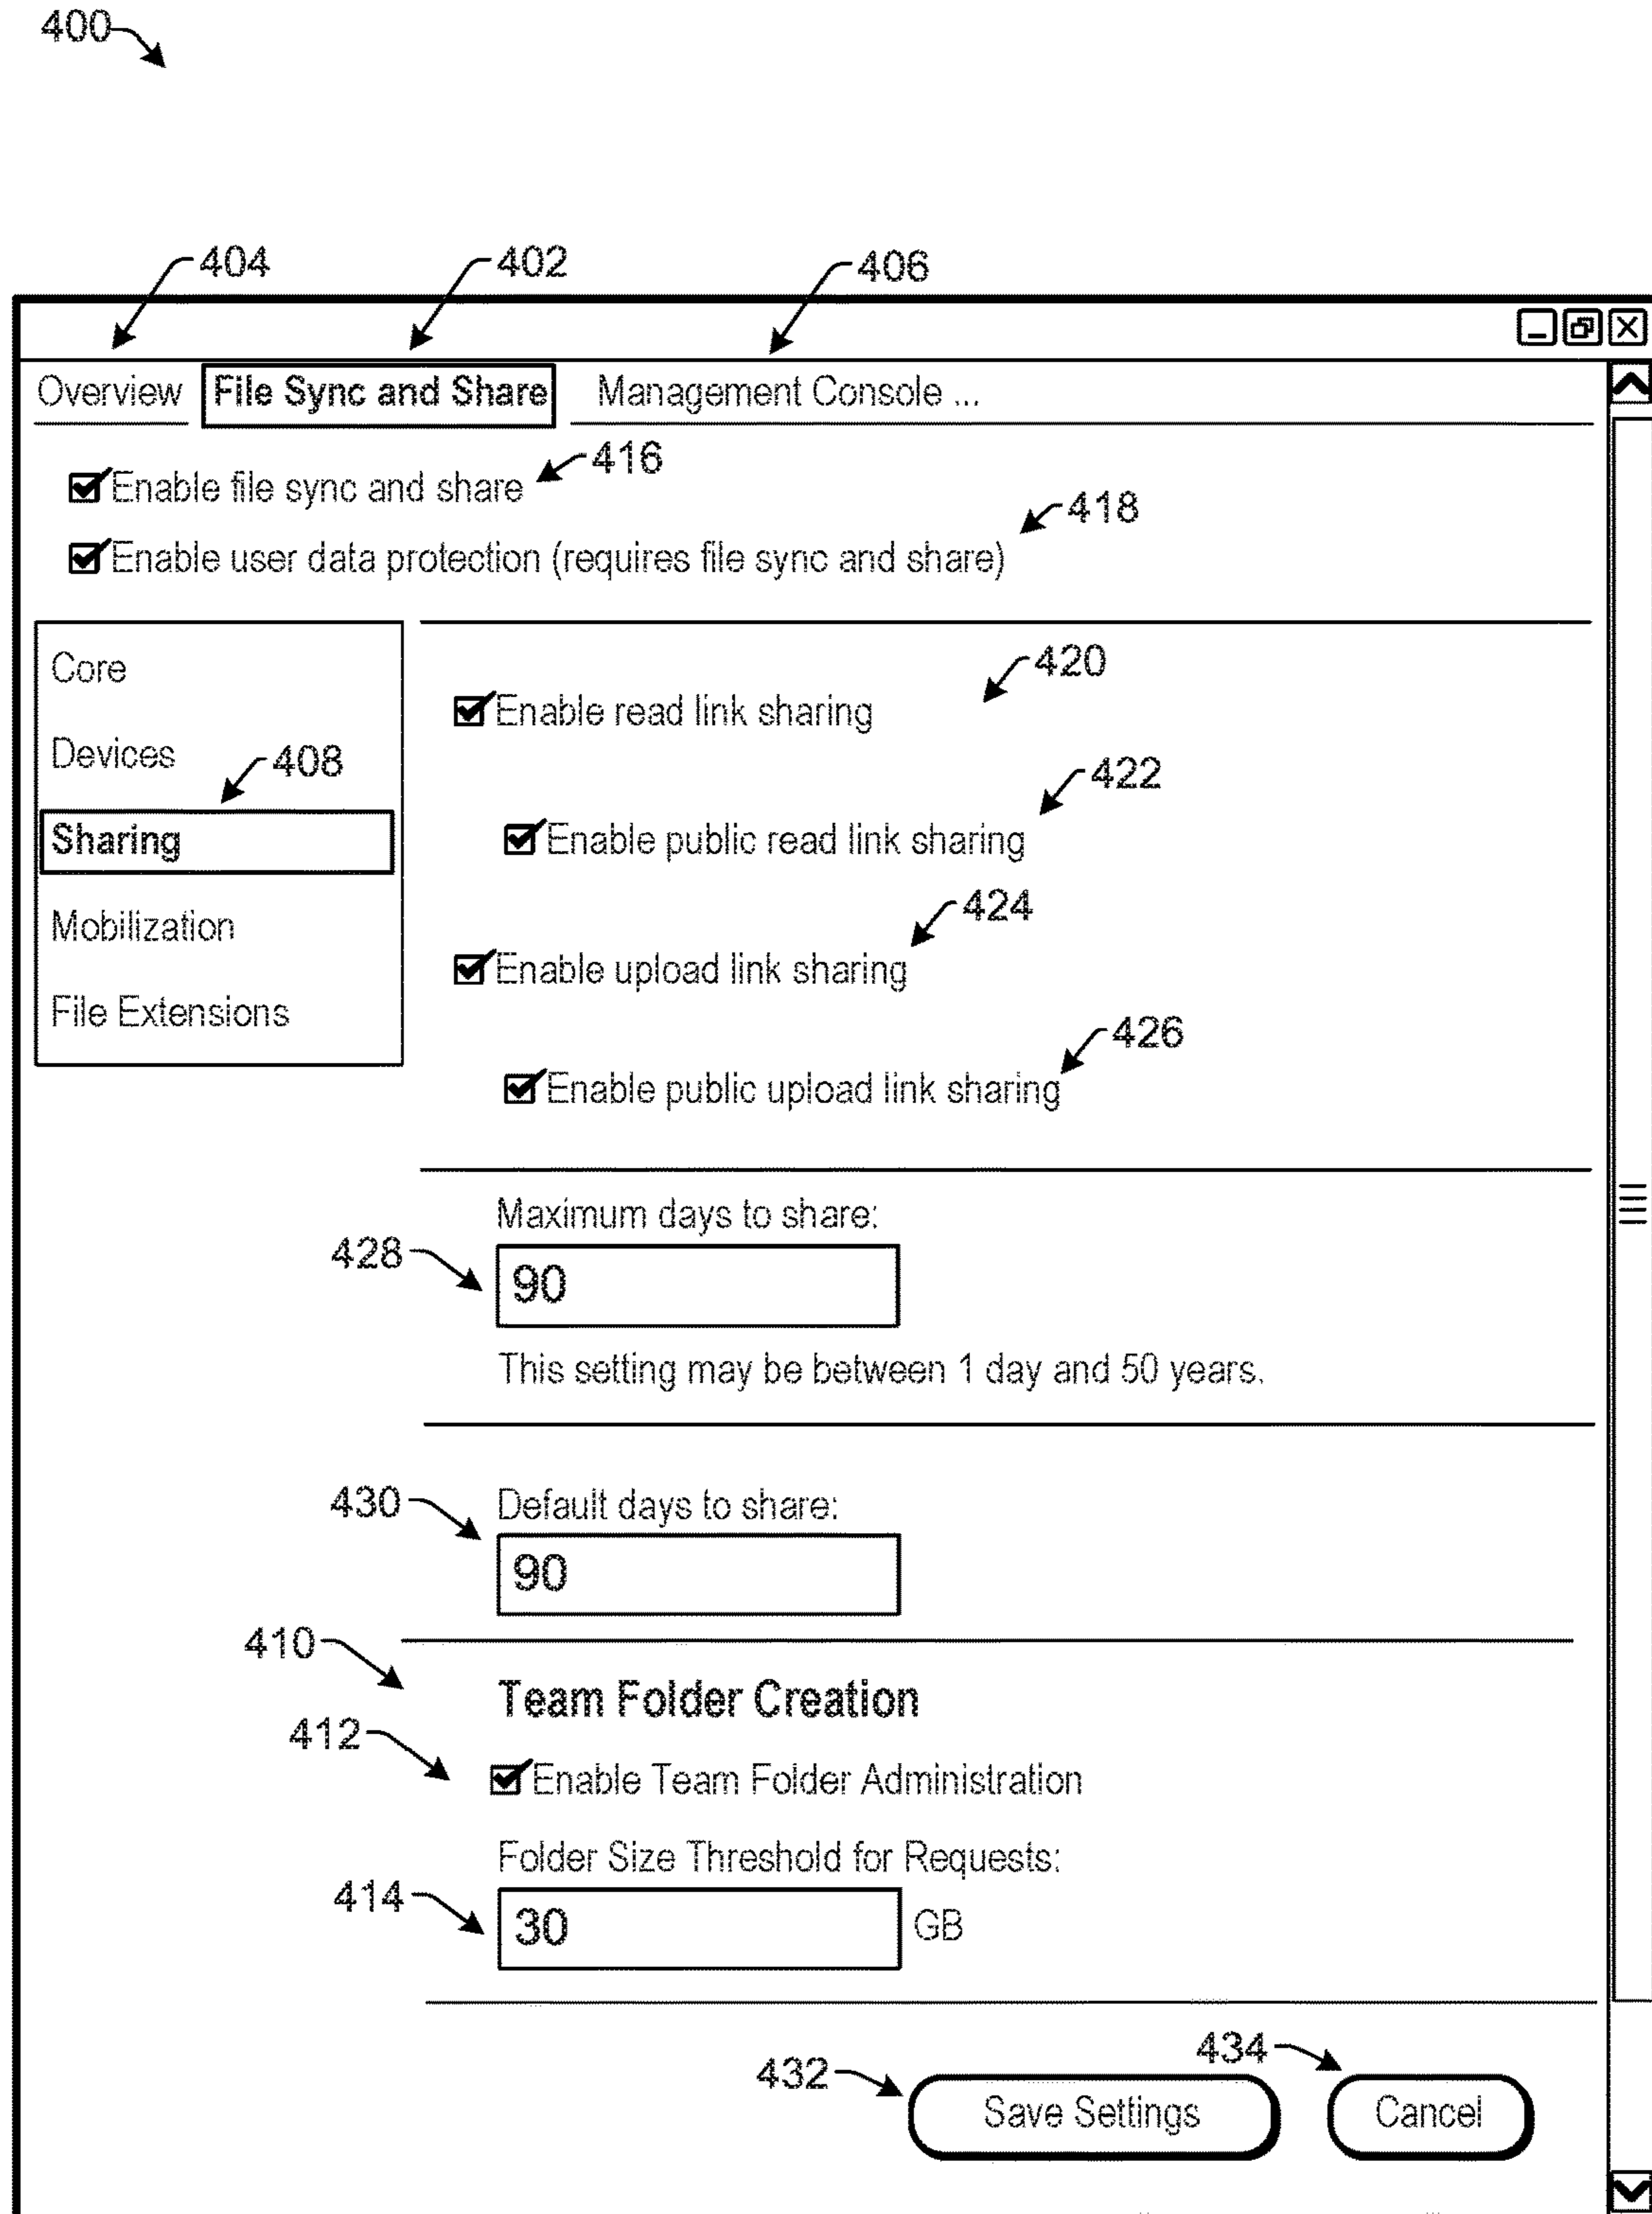 400
404 402 406
Overview File Sync and Share Management Console ...
Enable file sync and share 416
418
Enable user data protection (requires file sync and share)
Core
Devices
408
Sharing
Mobilization
File Extensions
420
Enable read link sharing
422
Enable public read link sharing
424
Enable upload link sharing
426
Enable public upload link sharing
Maximum days to share:
428
90
This setting may be between 1 day and 50 years.
430 Default days to share:
90
410
Team Folder Creation
412
Enable Team Folder Administration
Folder Size Threshold for Requests:
414
30 GB
432 434
Save Settings Cancel